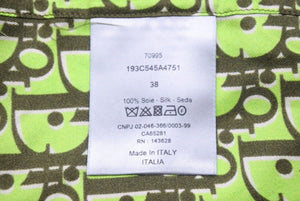 70995
193C545A4751
38
100% Soie - Silk - Seda
CNPJ 02-046-366/0003-99
CA65281
RN : 143628
Made in ITALY
ITALIA